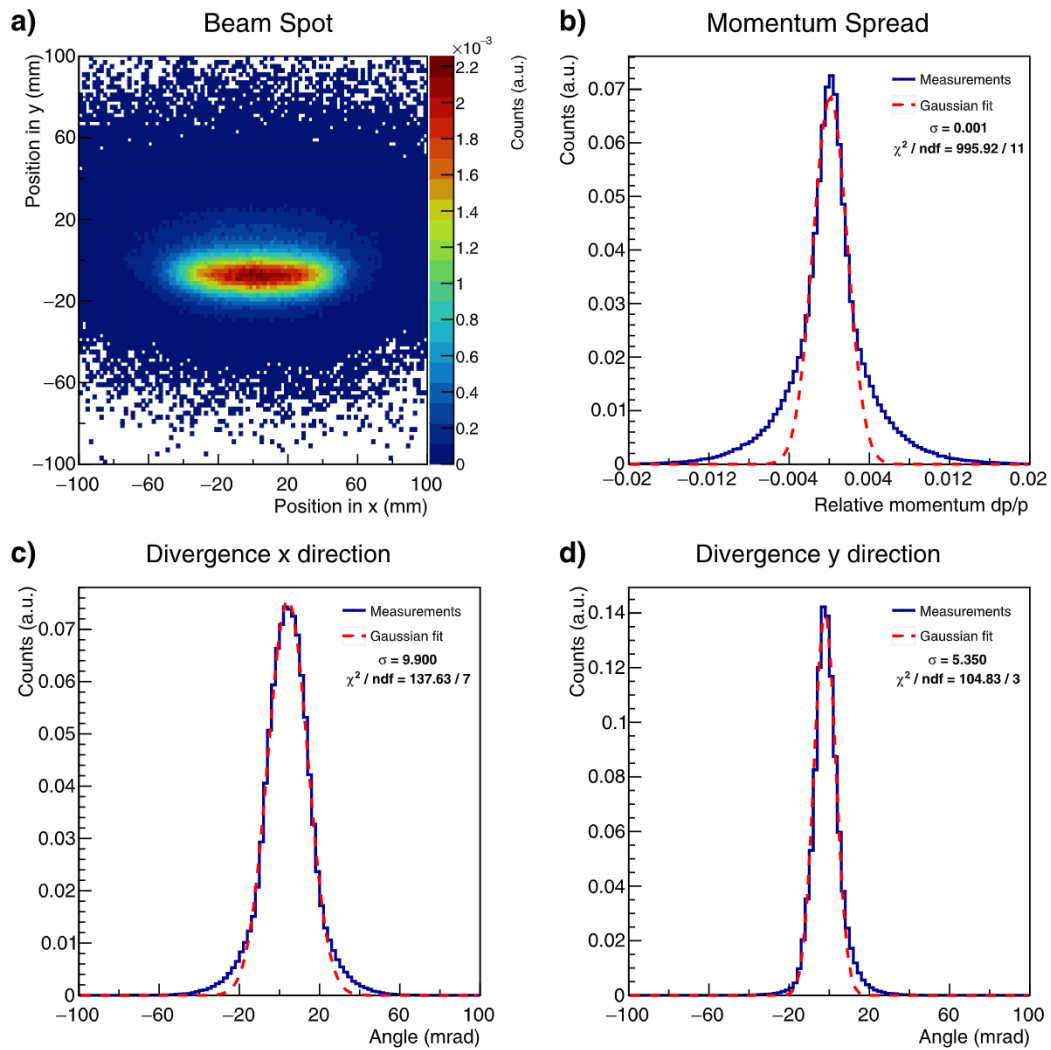 a) Beam Spot
×10⁻³
Position in y (mm)
100
60
20
−20
−60
−100
−100 −60 −20 20 60 100
Position in x (mm)
2.2
2
1.8
1.6
1.4
1.2
1
0.8
0.6
0.4
0.2
0
Counts (a.u.)
b) Momentum Spread
Counts (a.u.)
0.07
0.06
0.05
0.04
0.03
0.02
0.01
0
Measurements
Gaussian fit
σ = 0.001
χ² / ndf = 995.92 / 11
−0.02 −0.012 −0.004 0.004 0.012 0.02
Relative momentum dp/p
c) Divergence x direction
Counts (a.u.)
0.07
0.06
0.05
0.04
0.03
0.02
0.01
0
Measurements
Gaussian fit
σ = 9.900
χ² / ndf = 137.63 / 7
−100 −60 −20 20 60 100
Angle (mrad)
d) Divergence y direction
Counts (a.u.)
0.14
0.12
0.1
0.08
0.06
0.04
0.02
0
Measurements
Gaussian fit
σ = 5.350
χ² / ndf = 104.83 / 3
−100 −60 −20 20 60 100
Angle (mrad)